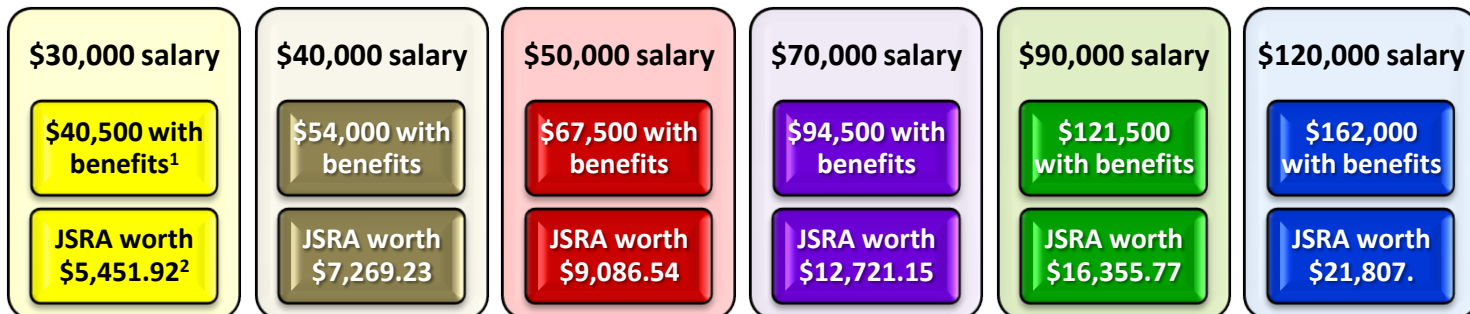 $30,000 salary
$40,500 with
benefits¹
JSRA worth
$5,451.92²
$40,000 salary
$54,000 with
benefits
JSRA worth
$7,269.23
$50,000 salary
$67,500 with
benefits
JSRA worth
$9,086.54
$70,000 salary
$94,500 with
benefits
JSRA worth
$12,721.15
$90,000 salary
$121,500
with benefits
JSRA worth
$16,355.77
$120,000 salary
$162,000
with benefits
JSRA worth
$21,807.